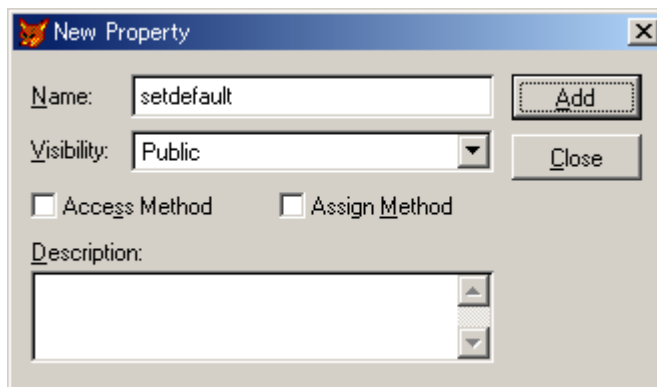 New Property
Name: setdefault Add
Visibility: Public Close
Access Method Assign Method
Description: